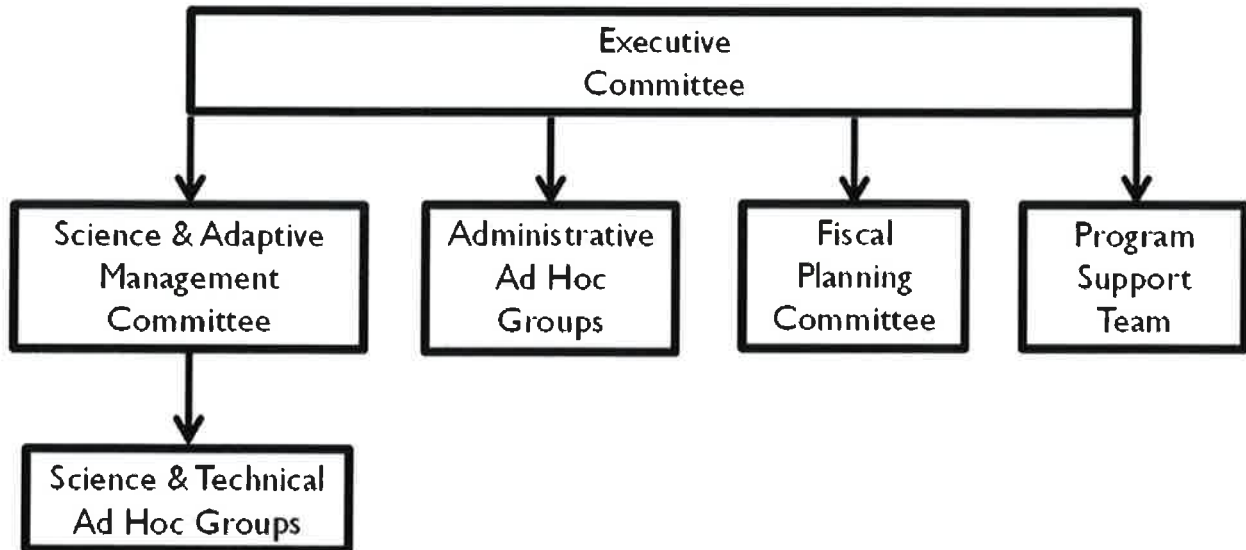 Executive
Committee
Science & Adaptive
Management
Committee
Administrative
Ad Hoc
Groups
Fiscal
Planning
Committee
Program
Support
Team
Science & Technical
Ad Hoc Groups